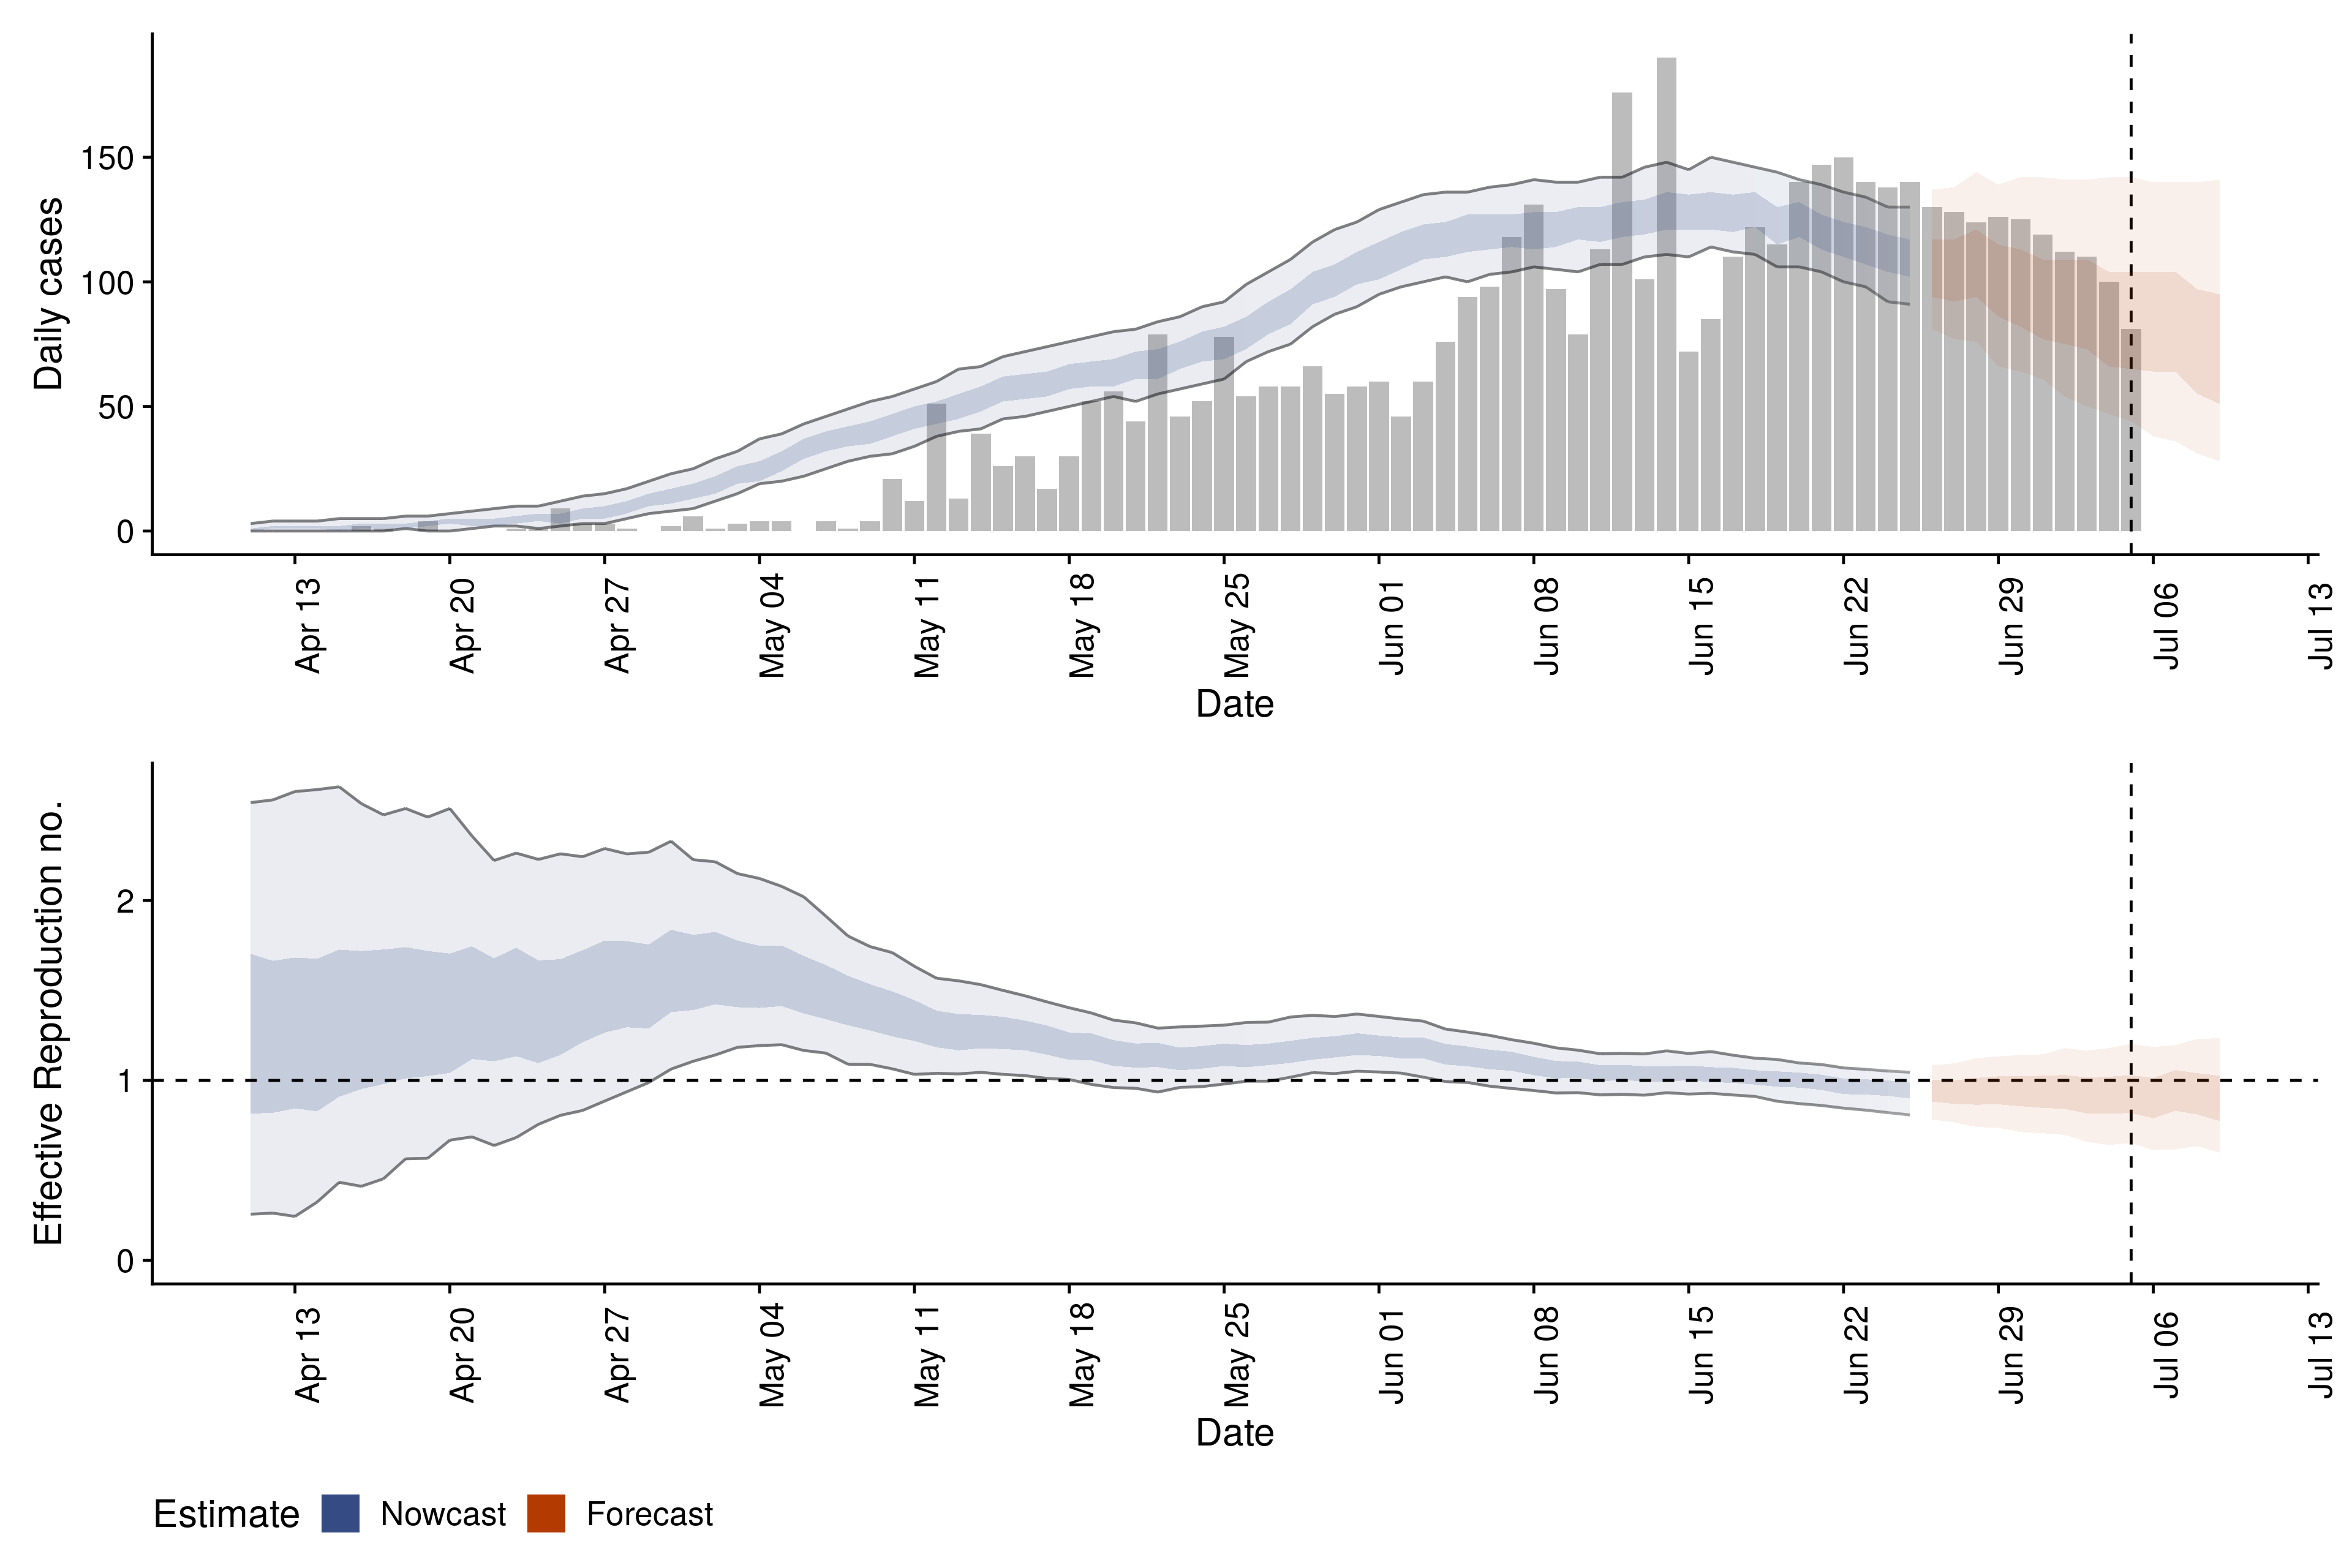 Daily cases
150
100
50
0
Apr 13
Apr 20
Apr 27
May 04
May 11
May 18
May 25
Jun 01
Jun 08
Jun 15
Jun 22
Jun 29
Jul 06
Jul 13
Date
Effective Reproduction no.
2
1
0
Apr 13
Apr 20
Apr 27
May 04
May 11
May 18
May 25
Jun 01
Jun 08
Jun 15
Jun 22
Jun 29
Jul 06
Jul 13
Date
Estimate Nowcast Forecast